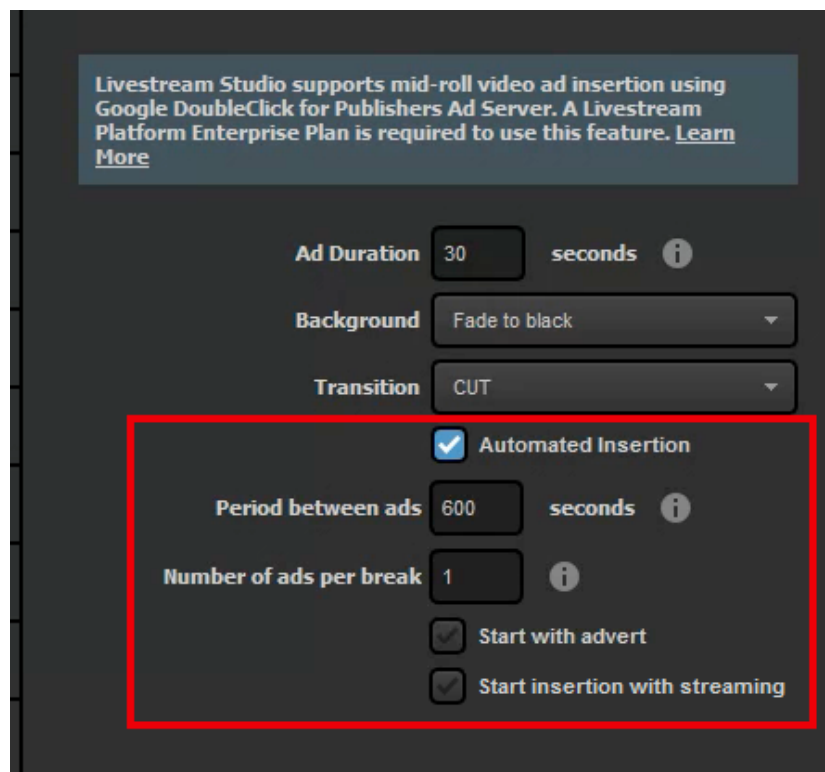 Livestream Studio supports mid-roll video ad insertion using
Google DoubleClick for Publishers Ad Server. A Livestream
Platform Enterprise Plan is required to use this feature. Learn
More
Ad Duration 30 seconds
Background Fade to black
Transition CUT
Automated Insertion
Period between ads 600 seconds
Number of ads per break 1
Start with advert
Start insertion with streaming